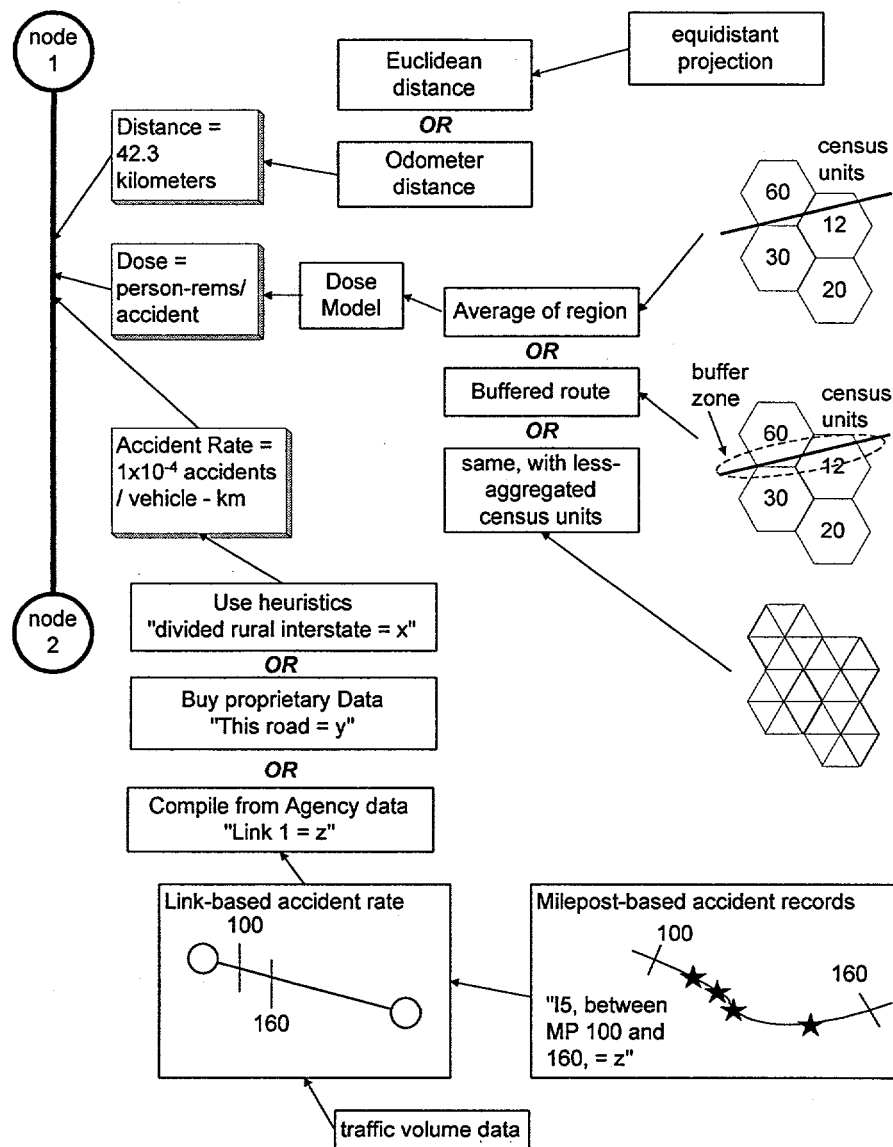 node
1
Euclidean
distance
equidistant
projection
OR
Odometer
distance
Distance =
42.3
kilometers
census
units
60
12
30
20
Dose =
person-rems/
accident
Dose
Model
Average of region
OR
Buffered route
OR
same, with less-
aggregated
census units
buffer
zone
census
units
60
12
30
20
Accident Rate =
1x10⁻⁴ accidents
/ vehicle - km
node
2
Use heuristics
"divided rural interstate = x"
OR
Buy proprietary Data
"This road = y"
OR
Compile from Agency data
"Link 1 = z"
Link-based accident rate
100
160
Milepost-based accident records
100
160
"I5, between
MP 100 and
160, = z"
traffic volume data